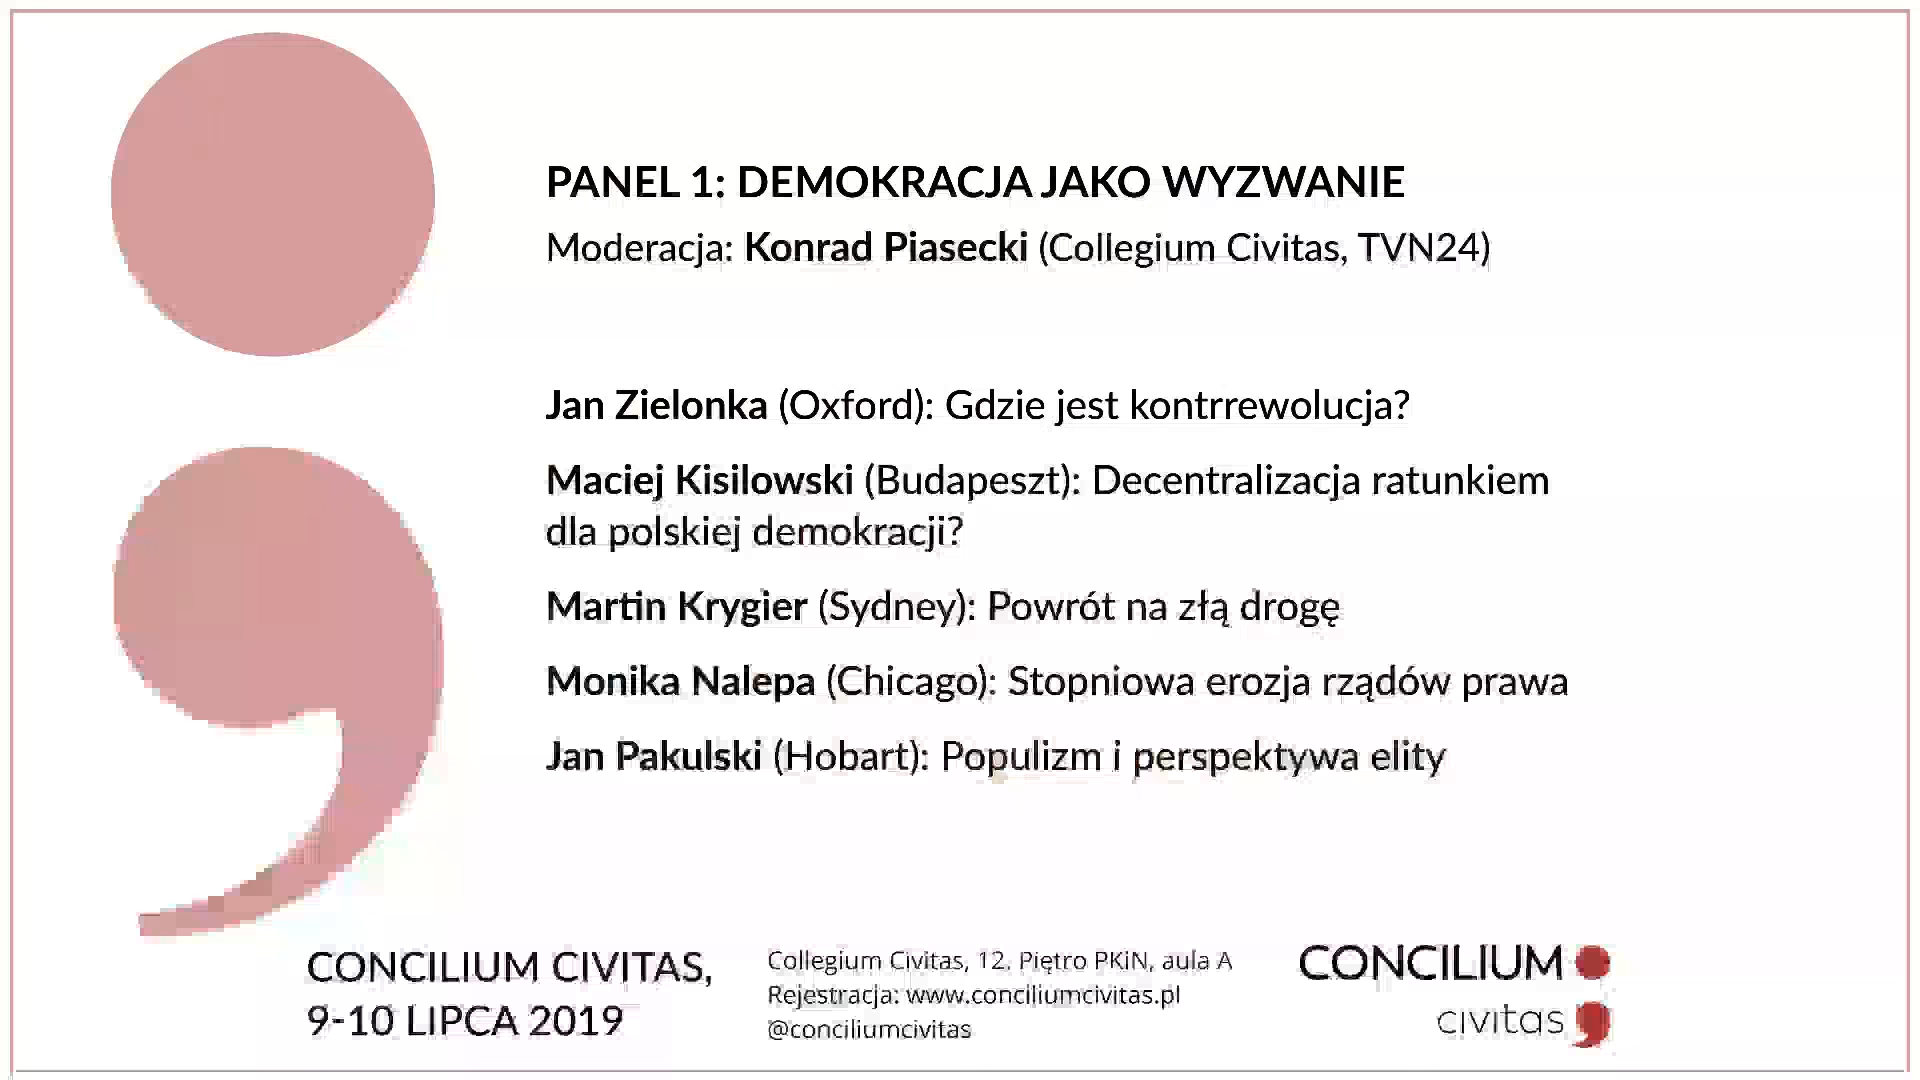 PANEL 1: DEMOKRACJA JAKO WYZWANIE
Moderacja: Konrad Piasecki (Collegium Civitas, TVN24)
Jan Zielonka (Oxford): Gdzie jest kontrrewolucja?
Maciej Kisilowski (Budapeszt): Decentralizacja ratunkiem
dla polskiej demokracji?
Martin Krygier (Sydney): Powrót na złą drogę
Monika Nalepa (Chicago): Stopniowa erozja rządów prawa
Jan Pakulski (Hobart): Populizm i perspektywa elity
CONCILIUM CIVITAS,
9-10 LIPCA 2019
Collegium Civitas, 12. Piętro PKiN, aula A
Rejestracja: www.conciliumcivitas.pl
@conciliumcivitas
CONCILIUM
civitas